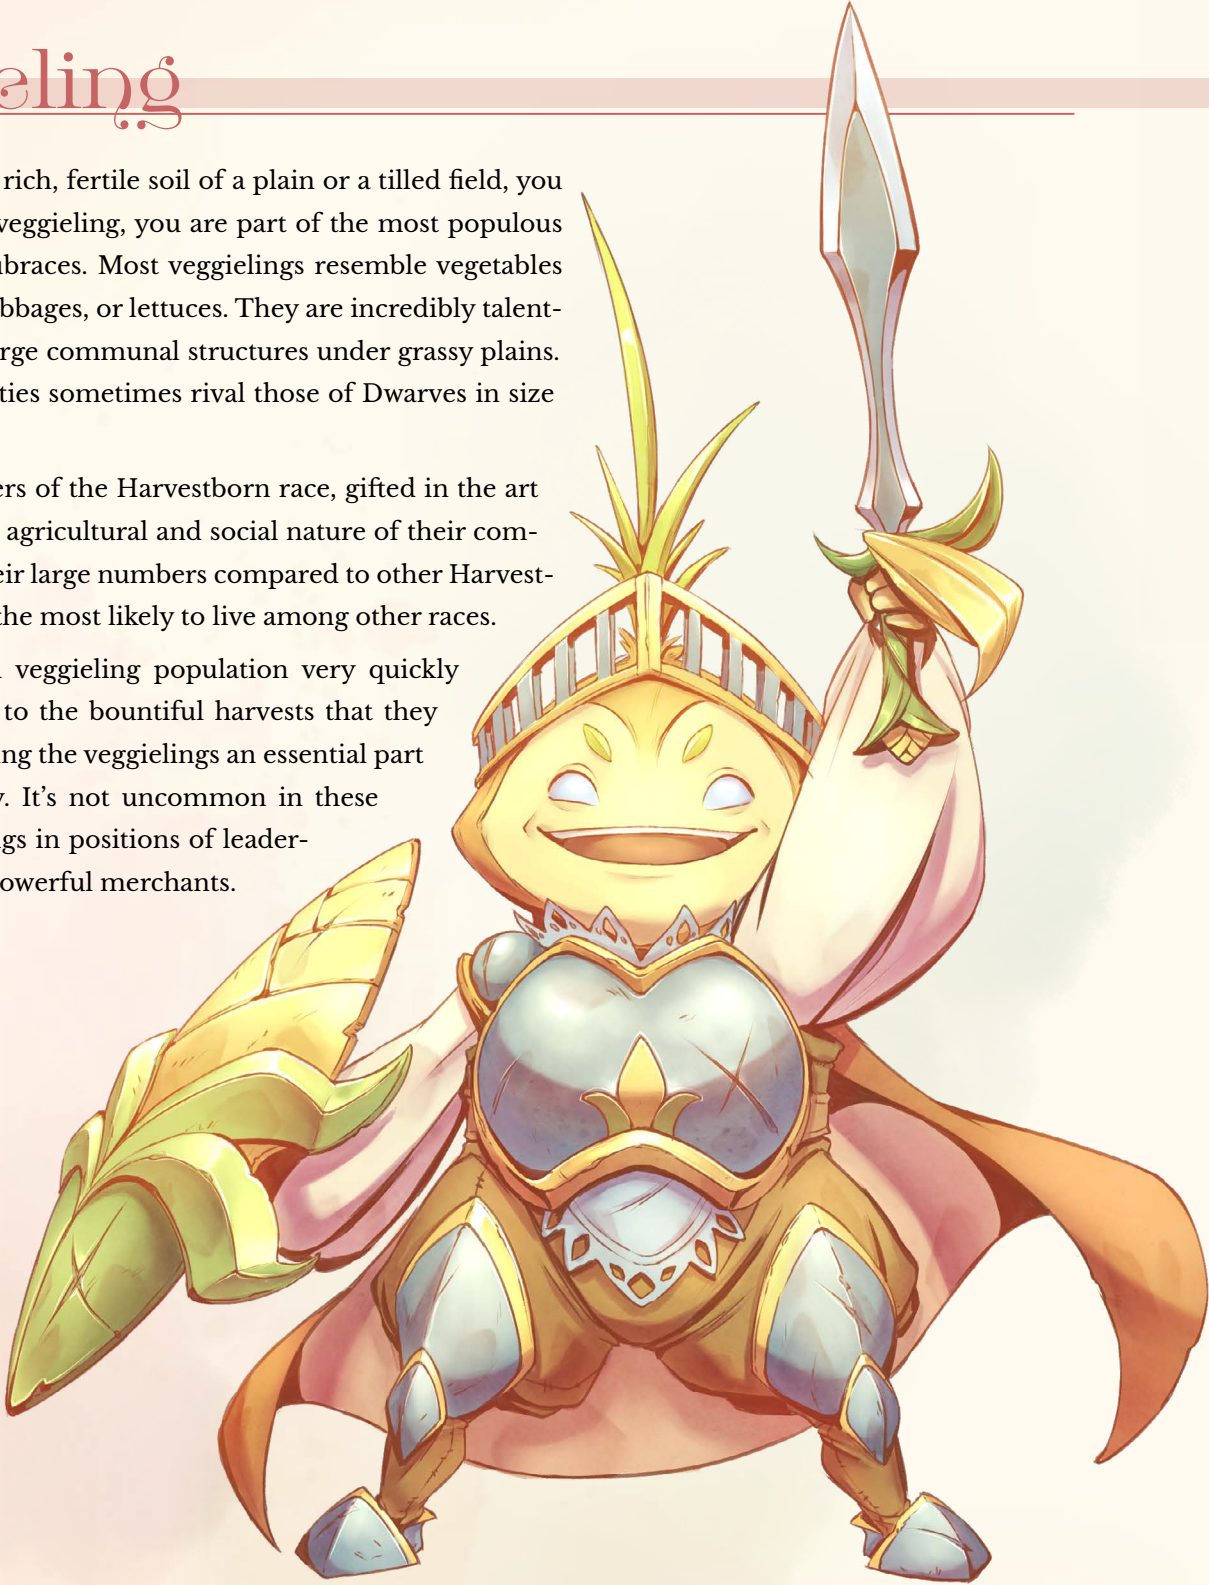 eling
rich, fertile soil of a plain or a tilled field, you
veggieling, you are part of the most populous
braces. Most veggielings resemble vegetables
bbages, or lettuces. They are incredibly talent-
rge communal structures under grassy plains.
ties sometimes rival those of Dwarves in size
ers of the Harvestborn race, gifted in the art
agricultural and social nature of their com-
eir large numbers compared to other Harvest-
the most likely to live among other races.
veggieling population very quickly
to the bountiful harvests that they
ng the veggielings an essential part
y. It’s not uncommon in these
gs in positions of leader-
owerful merchants.